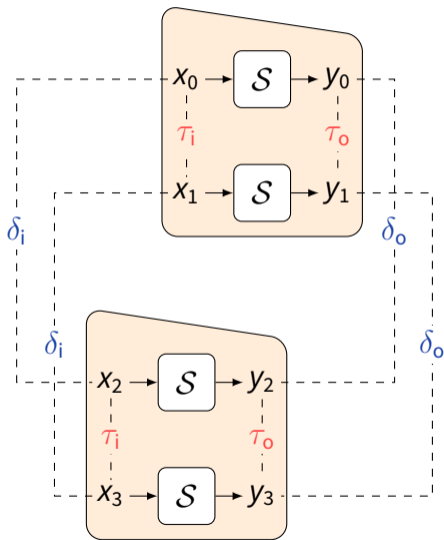 x₀ 𝒮 y₀
τᵢ τₒ
x₁ 𝒮 y₁
δᵢ δₒ
δᵢ δₒ
x₂ 𝒮 y₂
τᵢ τₒ
x₃ 𝒮 y₃